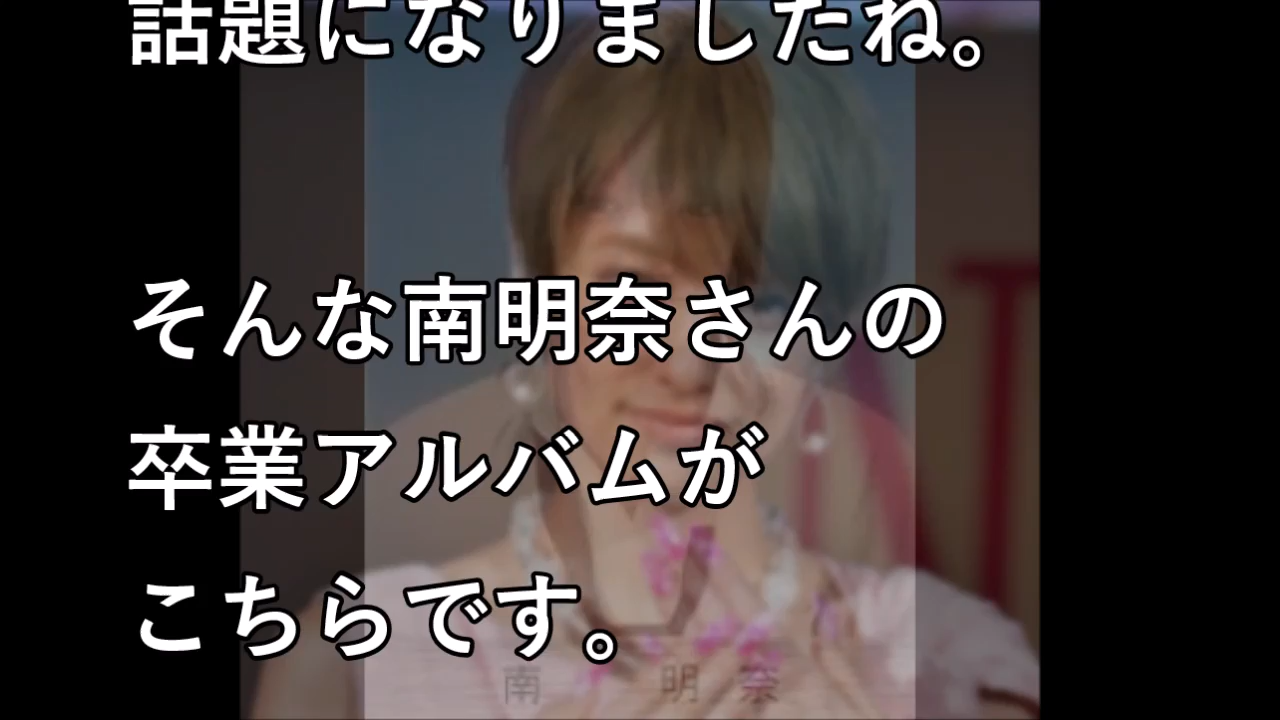 話題になりましたね。
そんな南明奈さんの
卒業アルバムが
こちらです。
南 明 奈